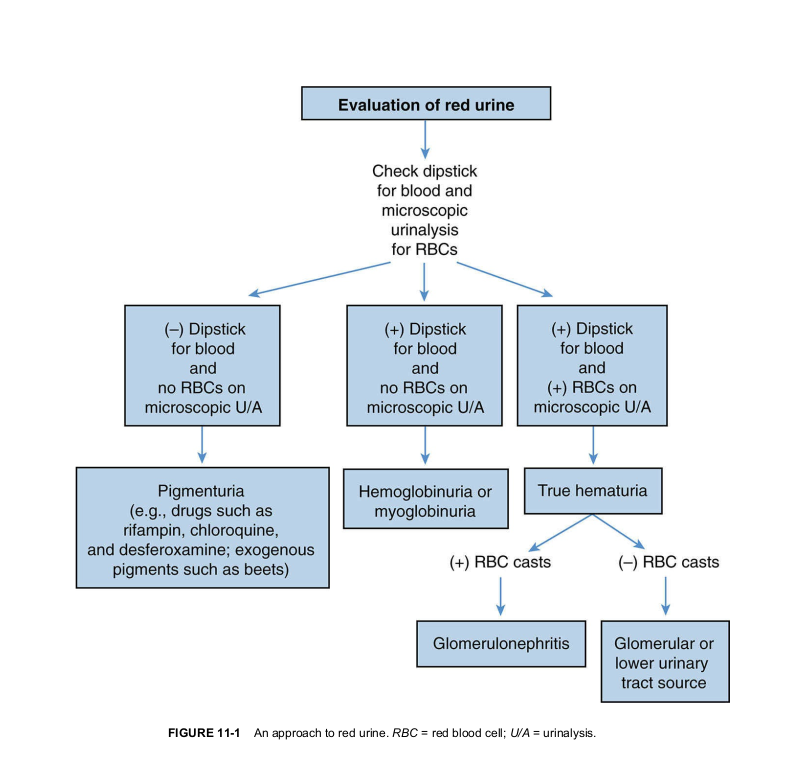 Evaluation of red urine
Check dipstick
for blood and
microscopic
urinalysis
for RBCs
(–) Dipstick
for blood
and
no RBCs on
microscopic U/A
(+) Dipstick
for blood
and
no RBCs on
microscopic U/A
(+) Dipstick
for blood
and
(+) RBCs on
microscopic U/A
Pigmenturia
(e.g., drugs such as
rifampin, chloroquine,
and desferoxamine; exogenous
pigments such as beets)
Hemoglobinuria or
myoglobinuria
True hematuria
(+) RBC casts
(–) RBC casts
Glomerulonephritis
Glomerular or
lower urinary
tract source
FIGURE 11-1 An approach to red urine. RBC = red blood cell; U/A = urinalysis.